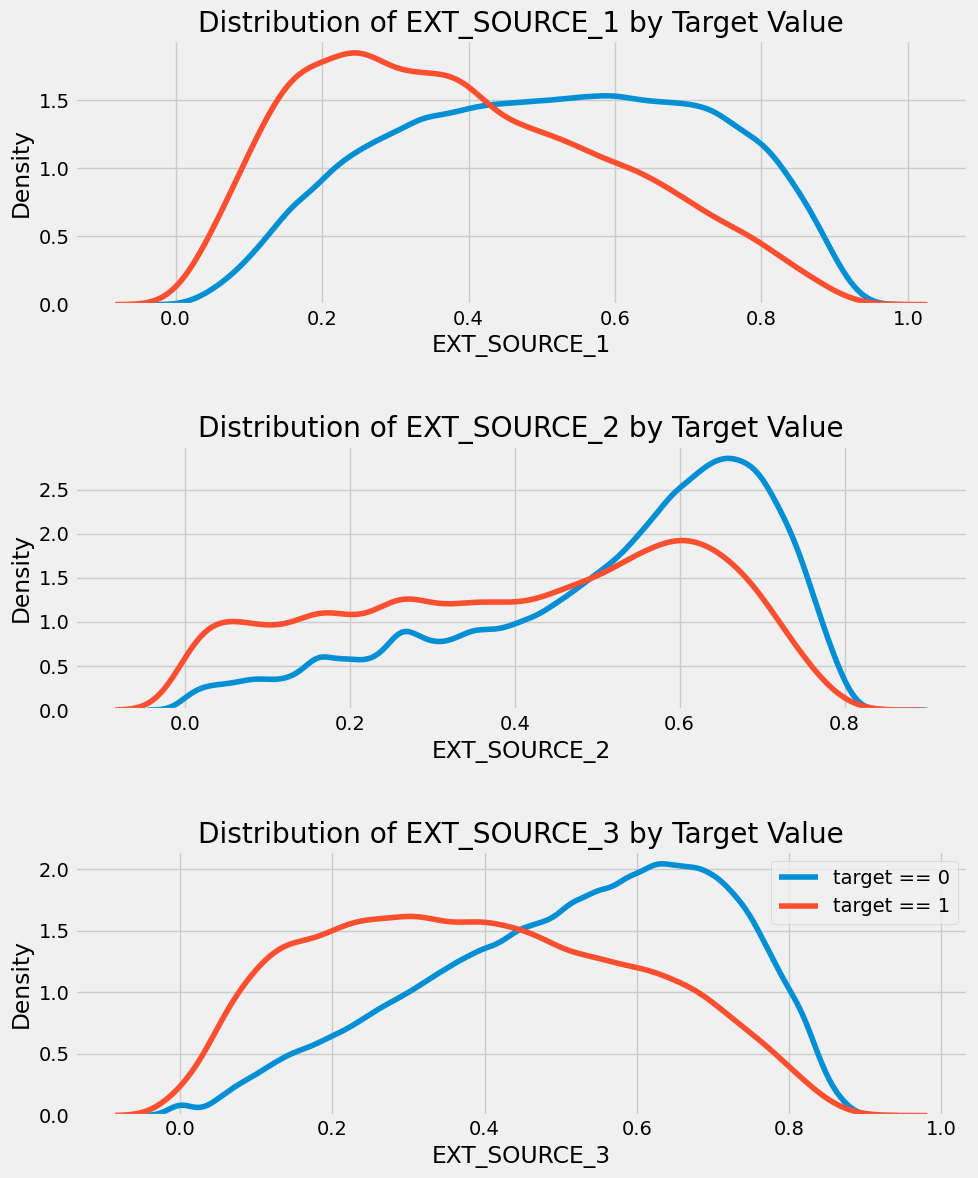 Distribution of EXT_SOURCE_1 by Target Value
Density
1.5
1.0
0.5
0.0
0.0 0.2 0.4 0.6 0.8 1.0
EXT_SOURCE_1
Distribution of EXT_SOURCE_2 by Target Value
Density
2.5
2.0
1.5
1.0
0.5
0.0
0.0 0.2 0.4 0.6 0.8
EXT_SOURCE_2
Distribution of EXT_SOURCE_3 by Target Value
target == 0
target == 1
Density
2.0
1.5
1.0
0.5
0.0
0.0 0.2 0.4 0.6 0.8 1.0
EXT_SOURCE_3